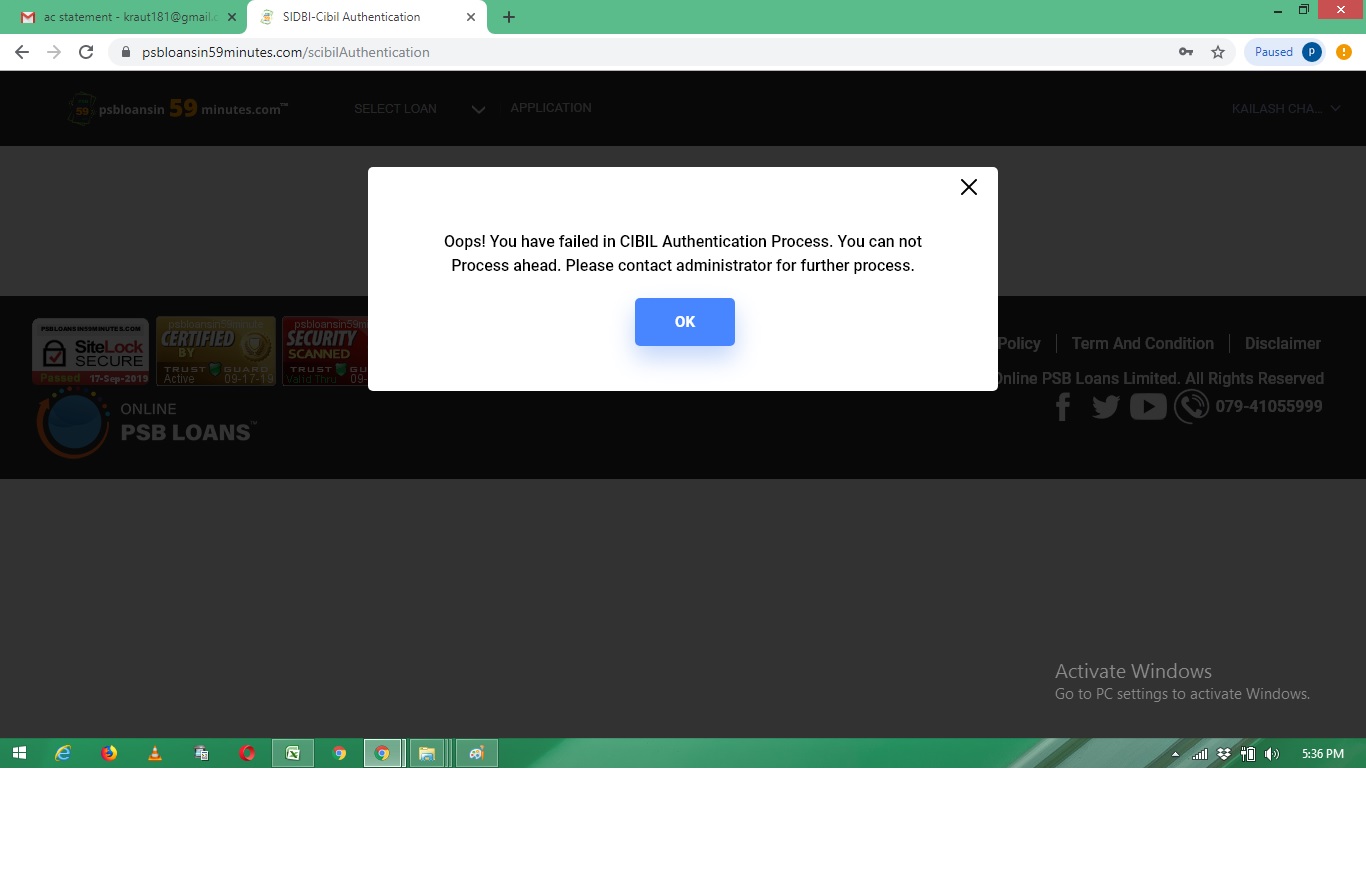 ac statement - kraut181@gmail.c
SIDBI-Cibil Authentication
psbloansin59minutes.com/scibilAuthentication
Paused
P
psbloansin 59 minutes.com™
SELECT LOAN
APPLICATION
KAILASH CHA...
Oops! You have failed in CIBIL Authentication Process. You can not
Process ahead. Please contact administrator for further process.
OK
PSBLOANSIN59MINUTES.COM
SiteLock
SECURE
Passed 17-Sep-2019
psbloansin59minute
CERTIFIED
BY
TRUST GUARD
Active 09-17-19
psbloansin59mi
SECURITY
SCANNED
TRUST GU
Valid Thru 09-
Policy
Term And Condition
Disclaimer
Online PSB Loans Limited. All Rights Reserved
079-41055999
ONLINE
PSB LOANS™
Activate Windows
Go to PC settings to activate Windows.
5:36 PM